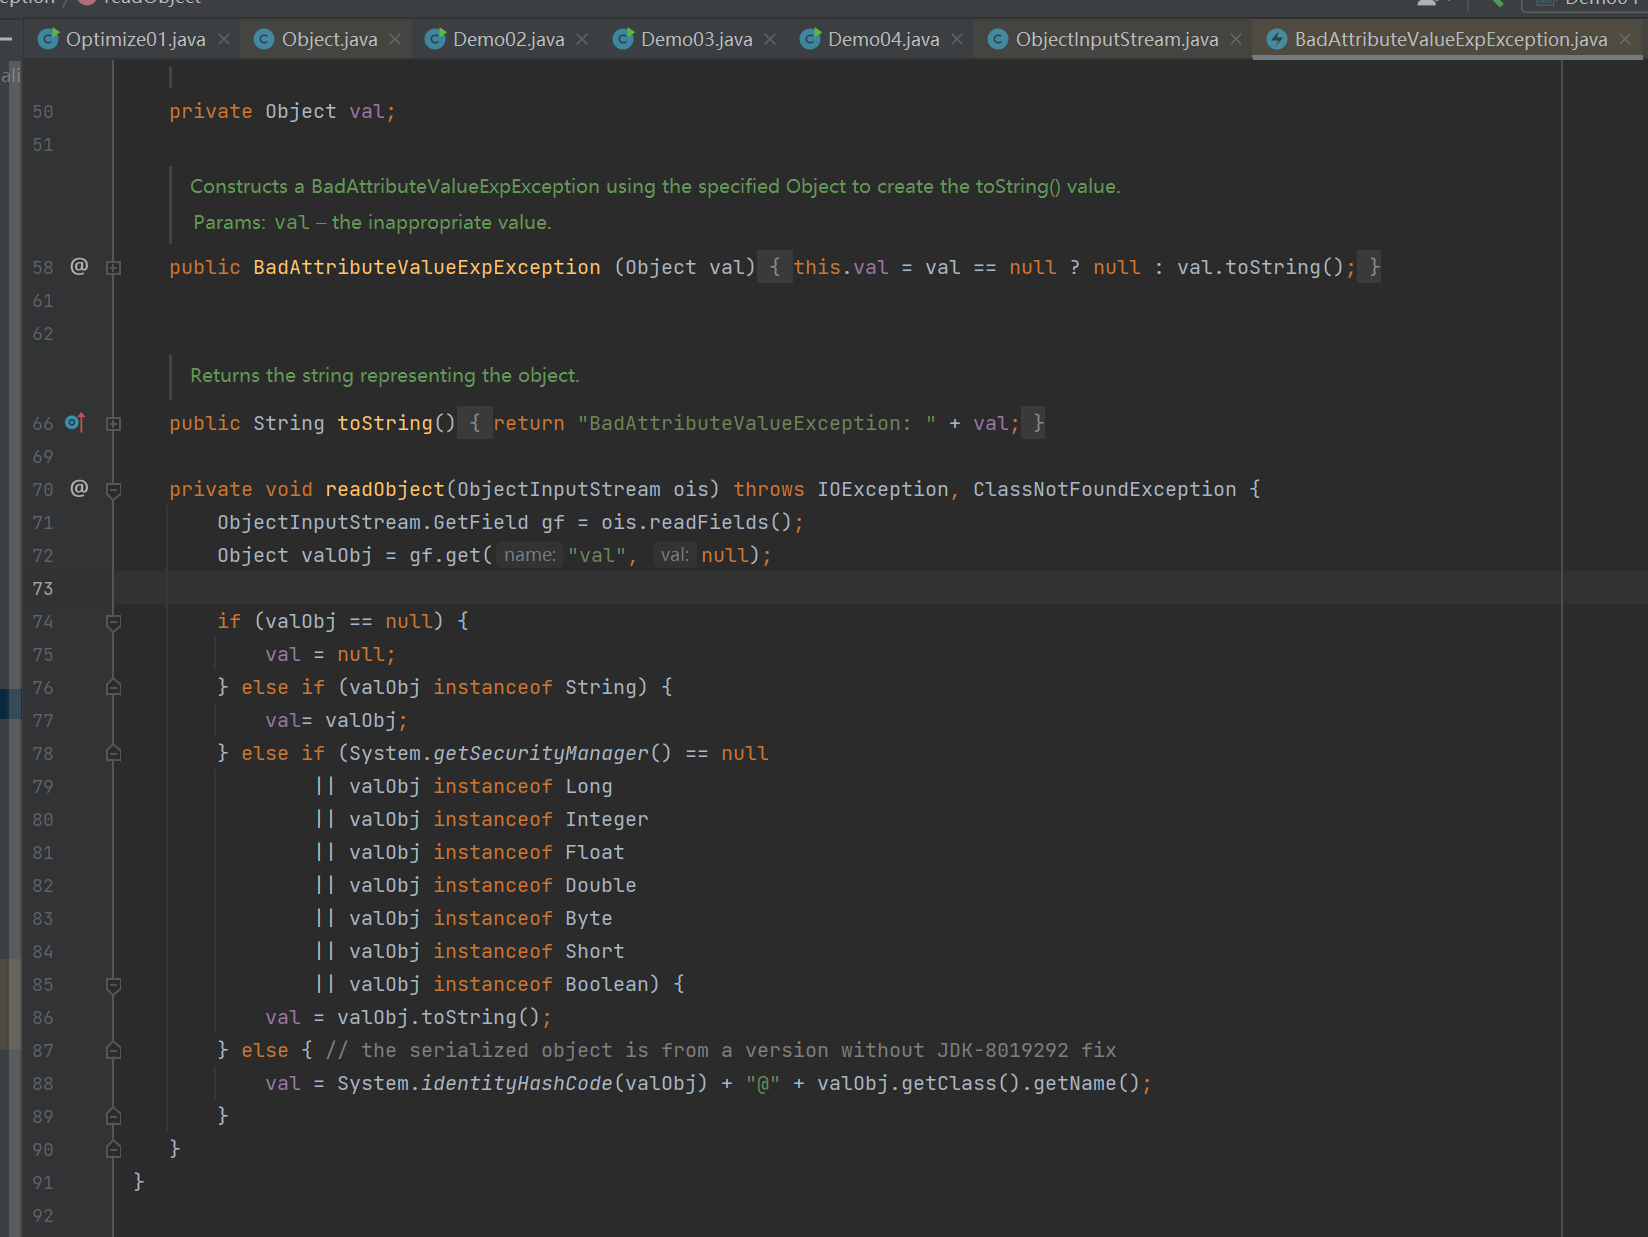 readObject
Optimize01.java
Object.java
Demo02.java
Demo03.java
Demo04.java
ObjectInputStream.java
BadAttributeValueExpException.java
50 private Object val;
51
Constructs a BadAttributeValueExpException using the specified Object to create the toString() value.
Params: val – the inappropriate value.
58 @ public BadAttributeValueExpException (Object val) { this.val = val == null ? null : val.toString(); }
61
62
Returns the string representing the object.
66 public String toString() { return "BadAttributeValueException: " + val; }
69
70 @ private void readObject(ObjectInputStream ois) throws IOException, ClassNotFoundException {
71 ObjectInputStream.GetField gf = ois.readFields();
72 Object valObj = gf.get( name: "val", val: null);
73
74 if (valObj == null) {
75 val = null;
76 } else if (valObj instanceof String) {
77 val= valObj;
78 } else if (System.getSecurityManager() == null
79 || valObj instanceof Long
80 || valObj instanceof Integer
81 || valObj instanceof Float
82 || valObj instanceof Double
83 || valObj instanceof Byte
84 || valObj instanceof Short
85 || valObj instanceof Boolean) {
86 val = valObj.toString();
87 } else { // the serialized object is from a version without JDK-8019292 fix
88 val = System.identityHashCode(valObj) + "@" + valObj.getClass().getName();
89 }
90 }
91 }
92